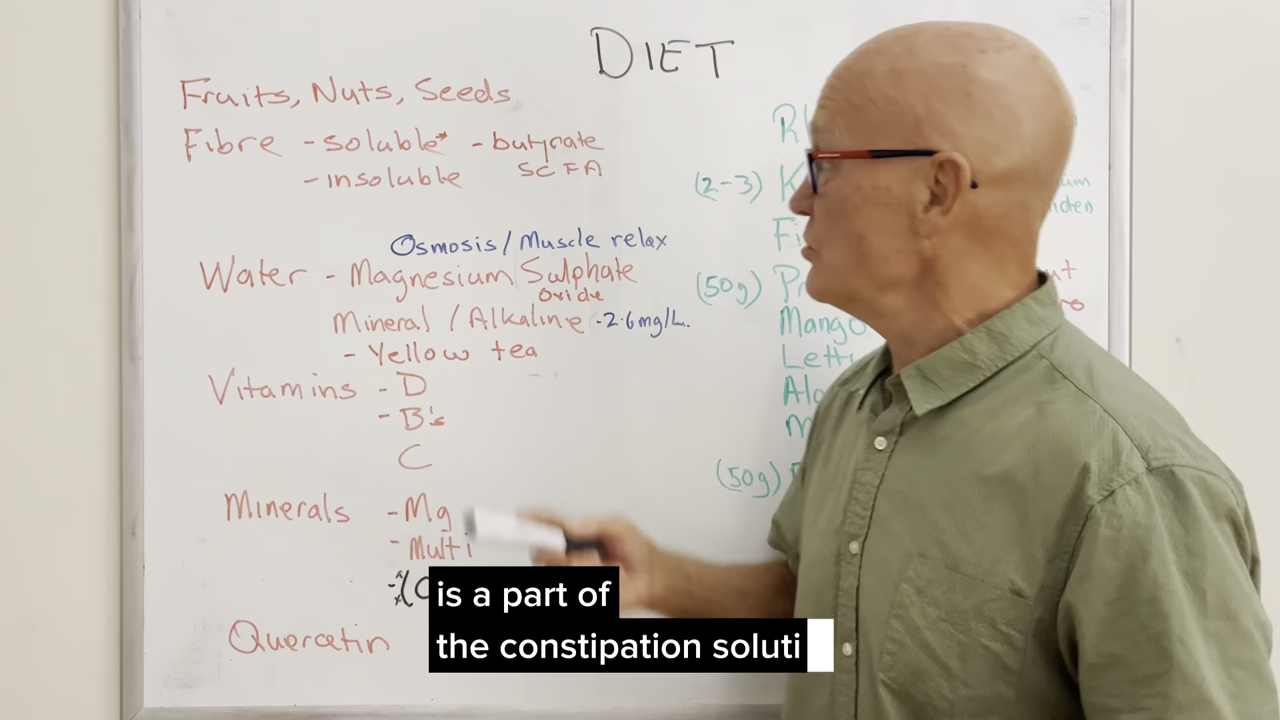 DIET
Fruits, Nuts, Seeds
Fibre - soluble* - butyrate
SCFA
- insoluble
(2-3)
Osmosis / Muscle relax
Water - Magnesium Sulphate
Oxide
(50g)
Mineral / Alkaline - 2.6mg/L.
Mango
- Yellow tea
Vitamins - D
- B's
C
(50g)
Minerals - Mg
- Multi
Quercetin
is a part of
the constipation soluti